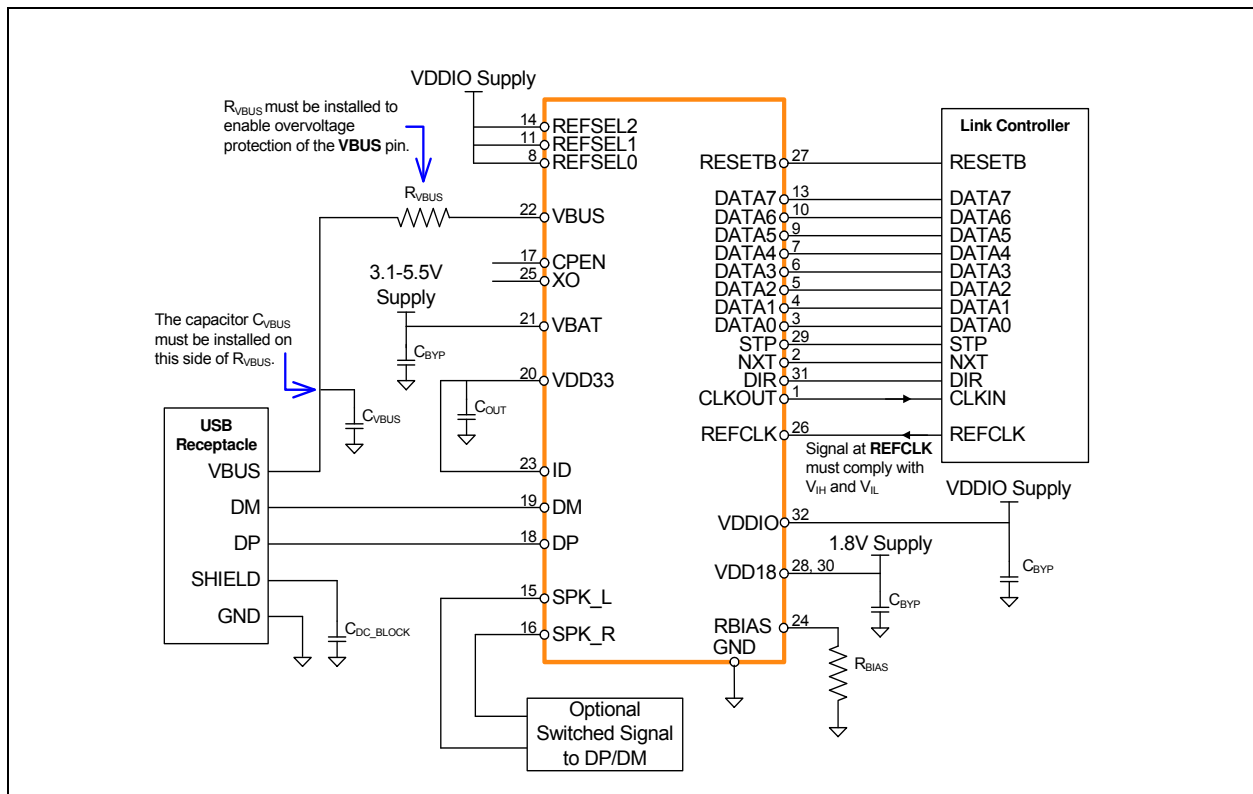 VDDIO Supply
RVBUS must be installed to
enable overvoltage
protection of the VBUS pin.
RVBUS
14
REFSEL2
11
REFSEL1
8
REFSEL0
22
VBUS
17
CPEN
25
XO
3.1-5.5V
Supply
21
VBAT
CBYP
The capacitor CVBUS
must be installed on
this side of RVBUS.
CVBUS
20
VDD33
COUT
23
ID
19
DM
18
DP
15
SPK_L
16
SPK_R
USB
Receptacle
VBUS
DM
DP
SHIELD
GND
CDC_BLOCK
Optional
Switched Signal
to DP/DM
RESETB
27
DATA7
13
DATA6
10
DATA5
9
DATA4
7
DATA3
6
DATA2
5
DATA1
4
DATA0
3
STP
29
NXT
2
DIR
31
CLKOUT
1
REFCLK
26
Signal at REFCLK
must comply with
VIH and VIL
Link Controller
RESETB
DATA7
DATA6
DATA5
DATA4
DATA3
DATA2
DATA1
DATA0
STP
NXT
DIR
CLKIN
REFCLK
VDDIO Supply
VDDIO
32
CBYP
1.8V Supply
VDD18
28, 30
CBYP
RBIAS
24
GND
RBIAS